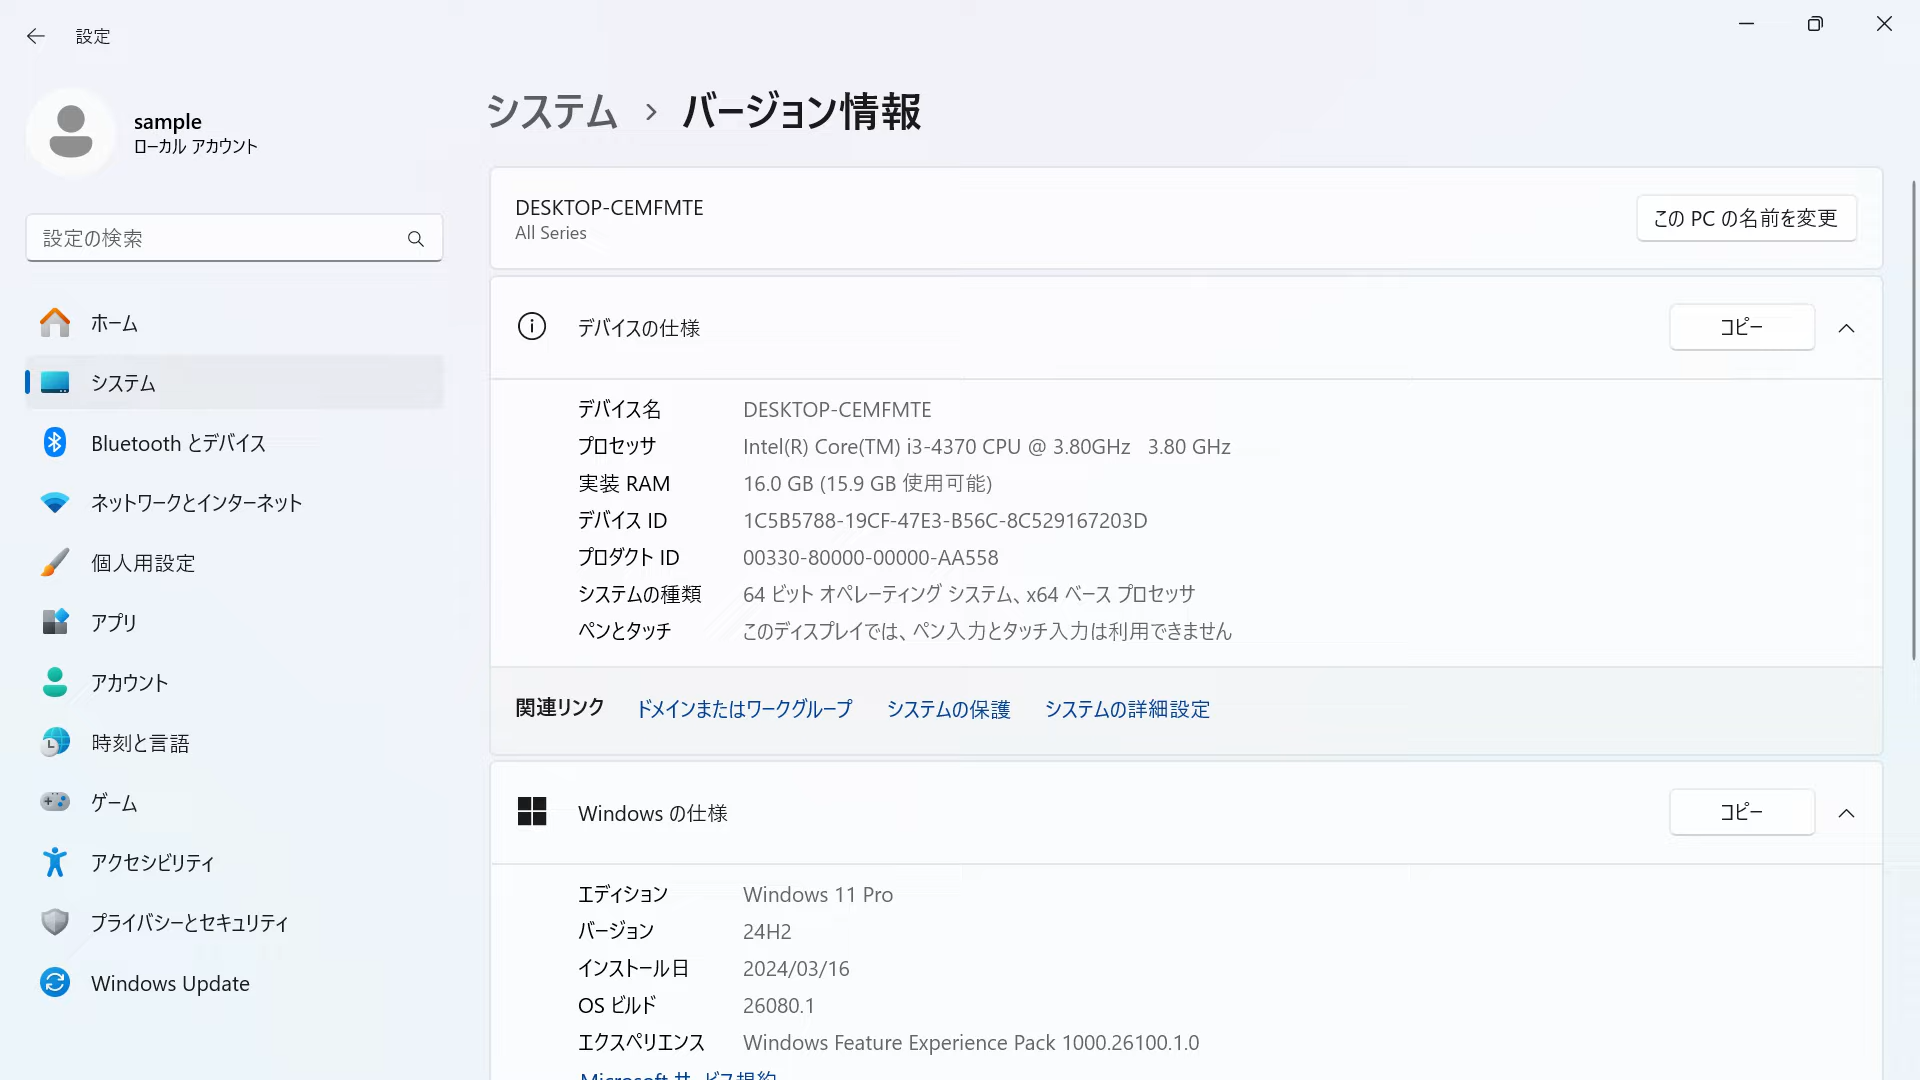 設定
sample
ローカル アカウント
設定の検索
ホーム
システム
Bluetooth とデバイス
ネットワークとインターネット
個人用設定
アプリ
アカウント
時刻と言語
ゲーム
アクセシビリティ
プライバシーとセキュリティ
Windows Update
システム › バージョン情報
DESKTOP-CEMFMTE
All Series
この PC の名前を変更
デバイスの仕様
コピー
デバイス名 DESKTOP-CEMFMTE
プロセッサ Intel(R) Core(TM) i3-4370 CPU @ 3.80GHz 3.80 GHz
実装 RAM 16.0 GB (15.9 GB 使用可能)
デバイス ID 1C5B5788-19CF-47E3-B56C-8C529167203D
プロダクト ID 00330-80000-00000-AA558
システムの種類 64 ビット オペレーティング システム、x64 ベース プロセッサ
ペンとタッチ このディスプレイでは、ペン入力とタッチ入力は利用できません
関連リンク ドメインまたはワークグループ システムの保護 システムの詳細設定
Windows の仕様
コピー
エディション Windows 11 Pro
バージョン 24H2
インストール日 2024/03/16
OS ビルド 26080.1
エクスペリエンス Windows Feature Experience Pack 1000.26100.1.0
Microsoft サービス規約